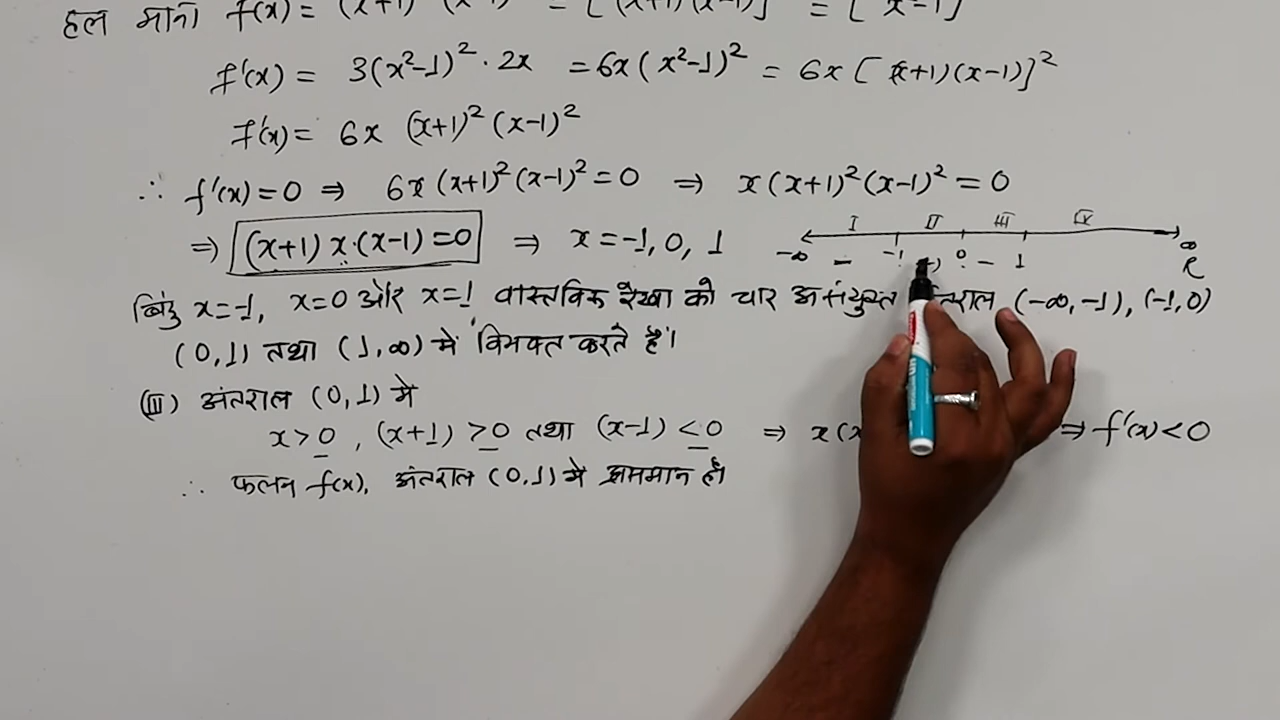 हल माना f(x) =
f'(x) = 3(x²-1)²·2x = 6x(x²-1)² = 6x[(x+1)(x-1)]²
f'(x) = 6x (x+1)² (x-1)²
∴ f'(x) = 0 ⇒ 6x(x+1)²(x-1)² = 0 ⇒ x(x+1)²(x-1)² = 0
⇒ (x+1) x·(x-1) = 0 ⇒ x = -1, 0, 1
I II III IV
-∞ - -1 0 - 1 ∞
R
बिंदु x=-1, x=0 और x=1 वास्तविक रेखा को चार (-∞,-1), (-1,0)
(0,1) तथा (1,∞) में विभक्त करते है।
(III) अंतराल (0,1) मे
x>0, (x+1) >0 तथा (x-1) <0 ⇒ ⇒ f'(x) < 0
∴ फलन f(x), अंतराल (0,1) मे ह्रासमान है।